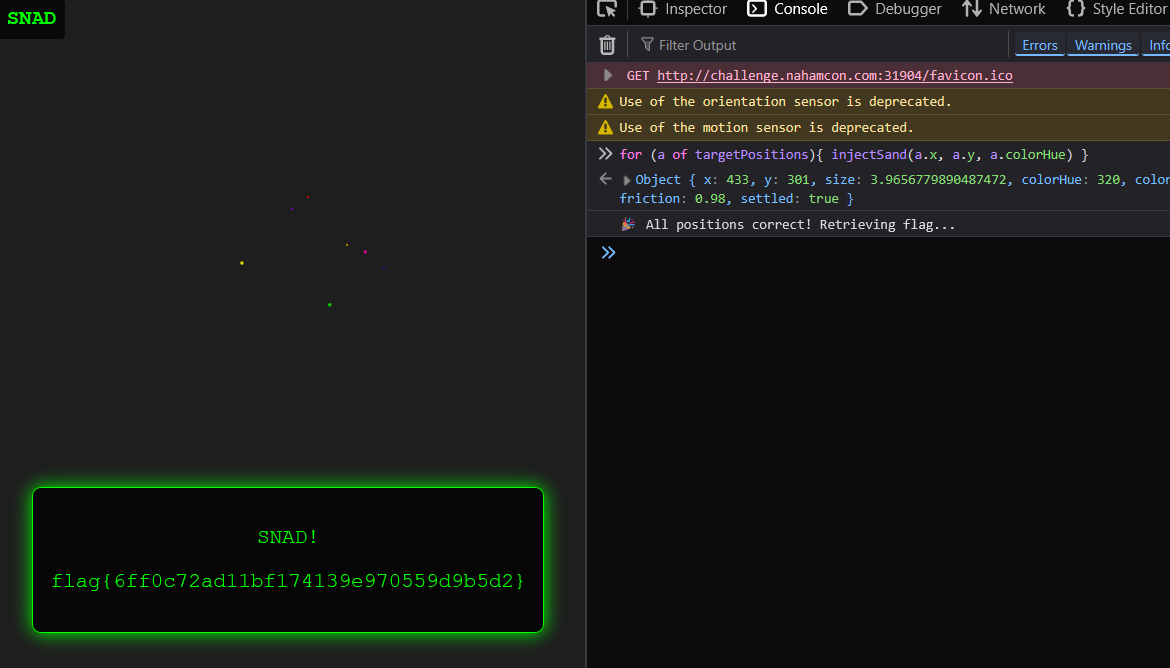 SNAD
Inspector Console Debugger Network Style Editor
Filter Output Errors Warnings Info
GET http://challenge.nahamcon.com:31904/favicon.ico
Use of the orientation sensor is deprecated.
Use of the motion sensor is deprecated.
for (a of targetPositions){ injectSand(a.x, a.y, a.colorHue) }
Object { x: 433, y: 301, size: 3.9656779890487472, colorHue: 320, color
friction: 0.98, settled: true }
🎉 All positions correct! Retrieving flag...
SNAD!
flag{6ff0c72ad11bf174139e970559d9b5d2}